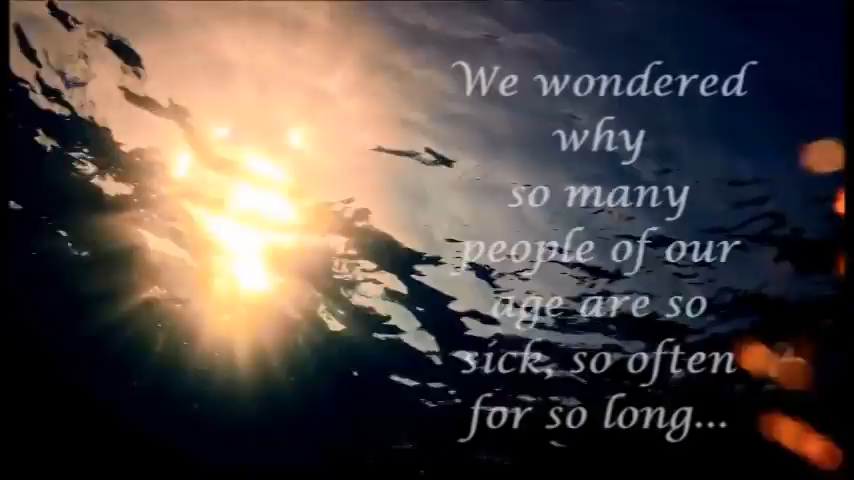 We wondered
why
so many
people of our
age are so
sick, so often
for so long...